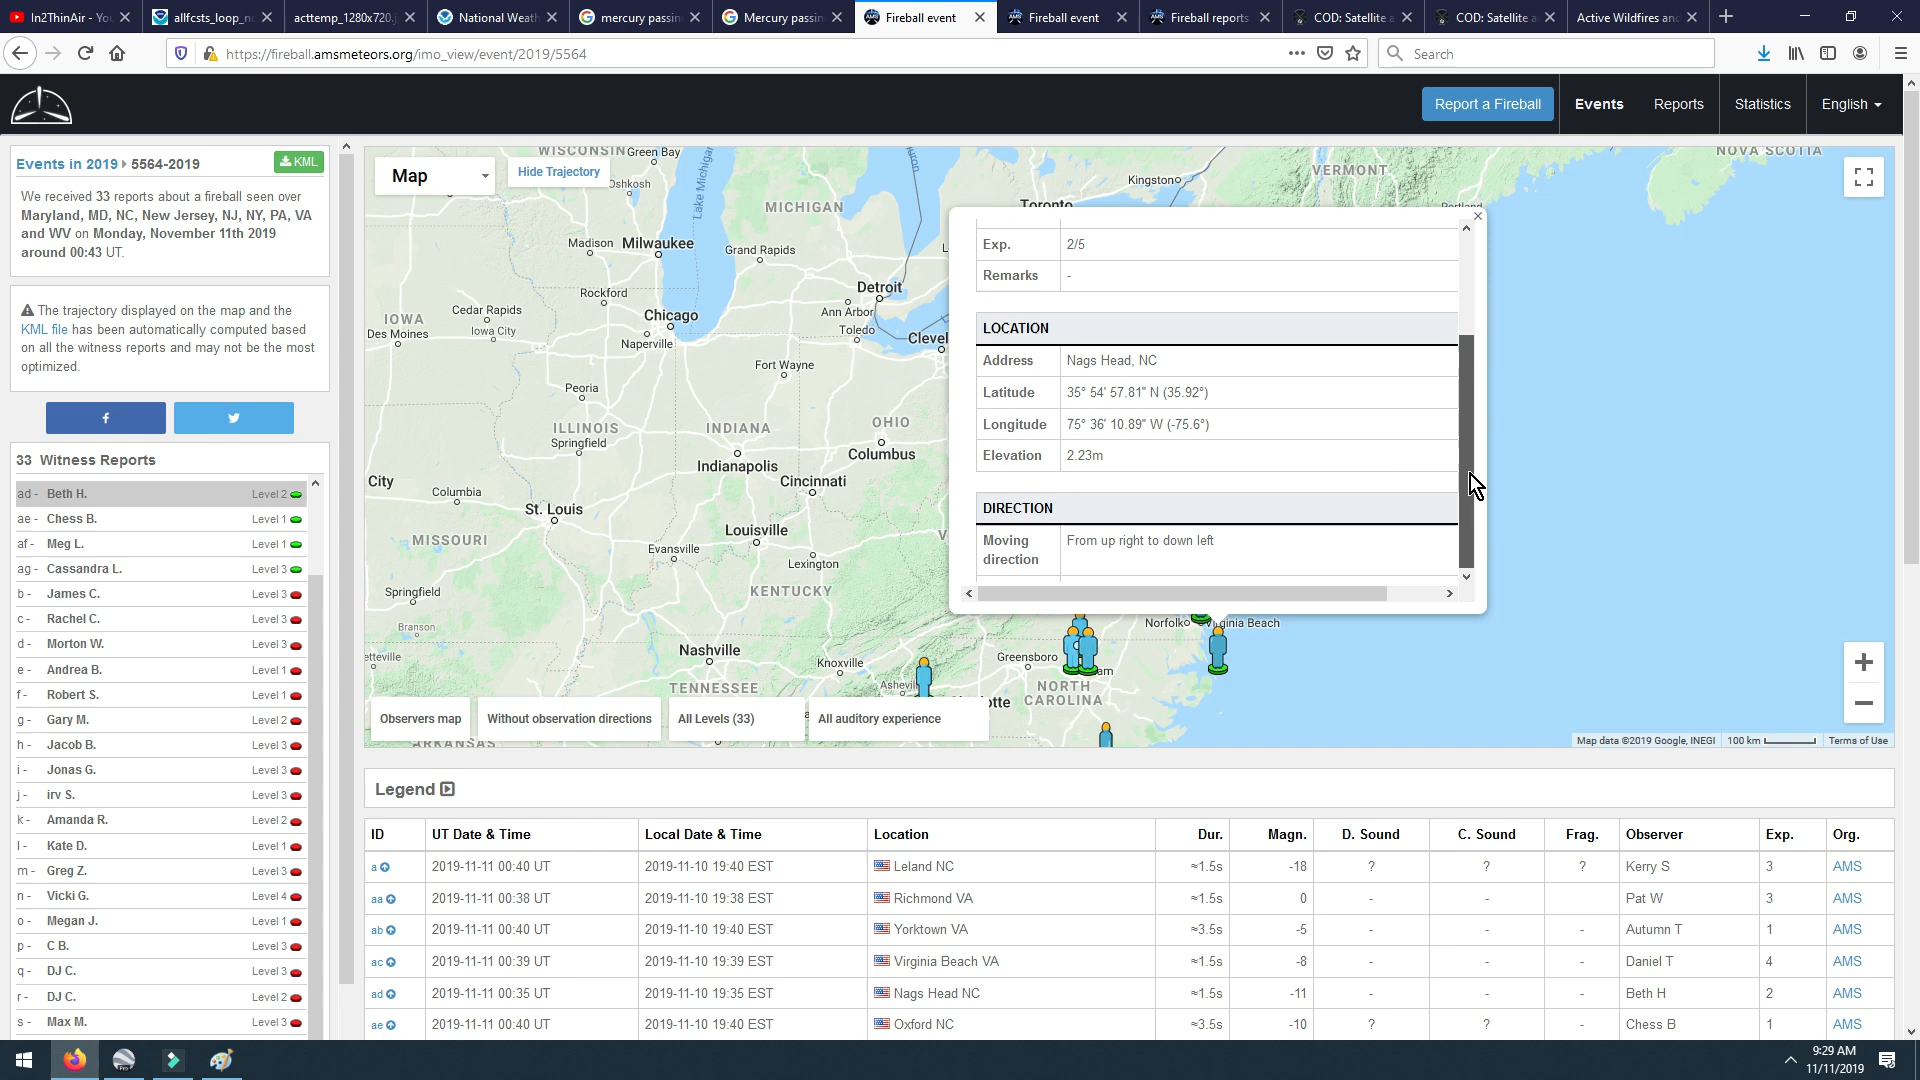 In2ThinAir - Yo
allfcsts_loop_n
acttemp_1280x720.
National Weath
mercury passin
Mercury passin
Fireball event
Fireball event
Fireball reports
COD: Satellite a
COD: Satellite a
Active Wildfires an
https://fireball.amsmeteors.org/imo_view/event/2019/5564
Search
Report a Fireball
Events
Reports
Statistics
English
Events in 2019 5564-2019
KML
We received 33 reports about a fireball seen over
Maryland, MD, NC, New Jersey, NJ, NY, PA, VA
and WV on Monday, November 11th 2019
around 00:43 UT.
The trajectory displayed on the map and the
KML file has been automatically computed based
on all the witness reports and may not be the most
optimized.
33 Witness Reports
ad - Beth H. Level 2
ae - Chess B. Level 1
af - Meg L. Level 1
ag - Cassandra L. Level 3
b - James C. Level 3
c - Rachel C. Level 3
d - Morton W. Level 3
e - Andrea B. Level 1
f - Robert S. Level 1
g - Gary M. Level 2
h - Jacob B. Level 3
i - Jonas G. Level 3
j - irv S. Level 3
k - Amanda R. Level 2
l - Kate D. Level 1
m - Greg Z. Level 3
n - Vicki G. Level 4
o - Megan J. Level 1
p - C B. Level 3
q - DJ C. Level 3
r - DJ C. Level 2
s - Max M. Level 3
Map
Hide Trajectory
WISCONSIN
Green Bay
Oshkosh
Lake Michigan
MICHIGAN
Kingston
VERMONT
NOVA SCOTIA
Toronto
Portland
Madison
Milwaukee
Grand Rapids
Detroit
Rockford
Ann Arbor
Cedar Rapids
IOWA
Des Moines
Iowa City
Chicago
Naperville
Toledo
Clevel
Fort Wayne
Peoria
ILLINOIS
Springfield
INDIANA
OHIO
Columbus
Indianapolis
City
Columbia
Cincinnati
St. Louis
Louisville
MISSOURI
Evansville
Lexington
KENTUCKY
Springfield
Branson
etteville
Nashville
Knoxville
TENNESSEE
Asheville
Greensboro
am
NORTH
CAROLINA
otte
Norfolk
Virginia Beach
ARKANSAS
Exp. 2/5
Remarks -
LOCATION
Address Nags Head, NC
Latitude 35° 54' 57.81" N (35.92°)
Longitude 75° 36' 10.89" W (-75.6°)
Elevation 2.23m
DIRECTION
Moving direction From up right to down left
Observers map
Without observation directions
All Levels (33)
All auditory experience
Map data ©2019 Google, INEGI
100 km
Terms of Use
Legend
ID UT Date & Time Local Date & Time Location Dur. Magn. D. Sound C. Sound Frag. Observer Exp. Org.
a 2019-11-11 00:40 UT 2019-11-10 19:40 EST Leland NC ≈1.5s -18 ? ? ? Kerry S 3 AMS
aa 2019-11-11 00:38 UT 2019-11-10 19:38 EST Richmond VA ≈1.5s 0 - - Pat W 3 AMS
ab 2019-11-11 00:40 UT 2019-11-10 19:40 EST Yorktown VA ≈3.5s -5 - - - Autumn T 1 AMS
ac 2019-11-11 00:39 UT 2019-11-10 19:39 EST Virginia Beach VA ≈1.5s -8 - - - Daniel T 4 AMS
ad 2019-11-11 00:35 UT 2019-11-10 19:35 EST Nags Head NC ≈1.5s -11 - - - Beth H 2 AMS
ae 2019-11-11 00:40 UT 2019-11-10 19:40 EST Oxford NC ≈3.5s -10 ? ? - Chess B 1 AMS
9:29 AM
11/11/2019